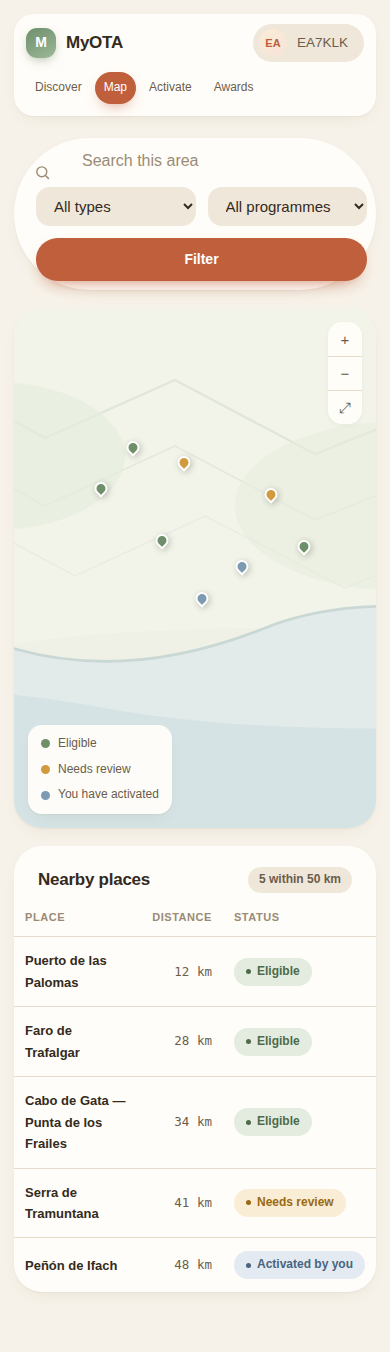 M MyOTA
EA EA7KLK
Discover Map Activate Awards
Search this area
All types All programmes
Filter
+
−
Eligible
Needs review
You have activated
Nearby places 5 within 50 km
PLACE DISTANCE STATUS
Puerto de las
Palomas
12 km Eligible
Faro de
Trafalgar
28 km Eligible
Cabo de Gata —
Punta de los
Frailes
34 km Eligible
Serra de
Tramuntana
41 km Needs review
Peñón de Ifach 48 km Activated by you